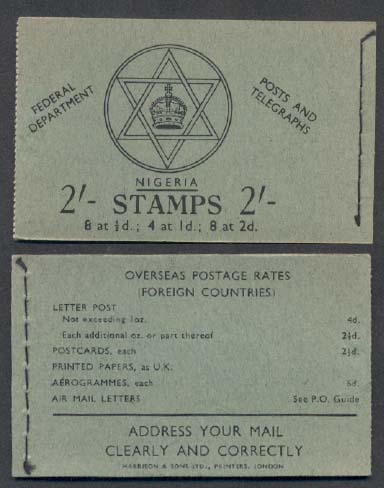 FEDERAL DEPARTMENT
POSTS AND TELEGRAPHS
NIGERIA
2/- STAMPS 2/-
8 at ½d.; 4 at 1d.; 8 at 2d.
OVERSEAS POSTAGE RATES
(FOREIGN COUNTRIES)
LETTER POST
Not exceeding 1oz. 4d.
Each additional oz. or part thereof 2½d.
POSTCARDS, each 2½d.
PRINTED PAPERS, as U.K.
AÉROGRAMMES, each 6d.
AIR MAIL LETTERS See P.O. Guide
ADDRESS YOUR MAIL
CLEARLY AND CORRECTLY
HARRISON & SONS LTD., PRINTERS, LONDON